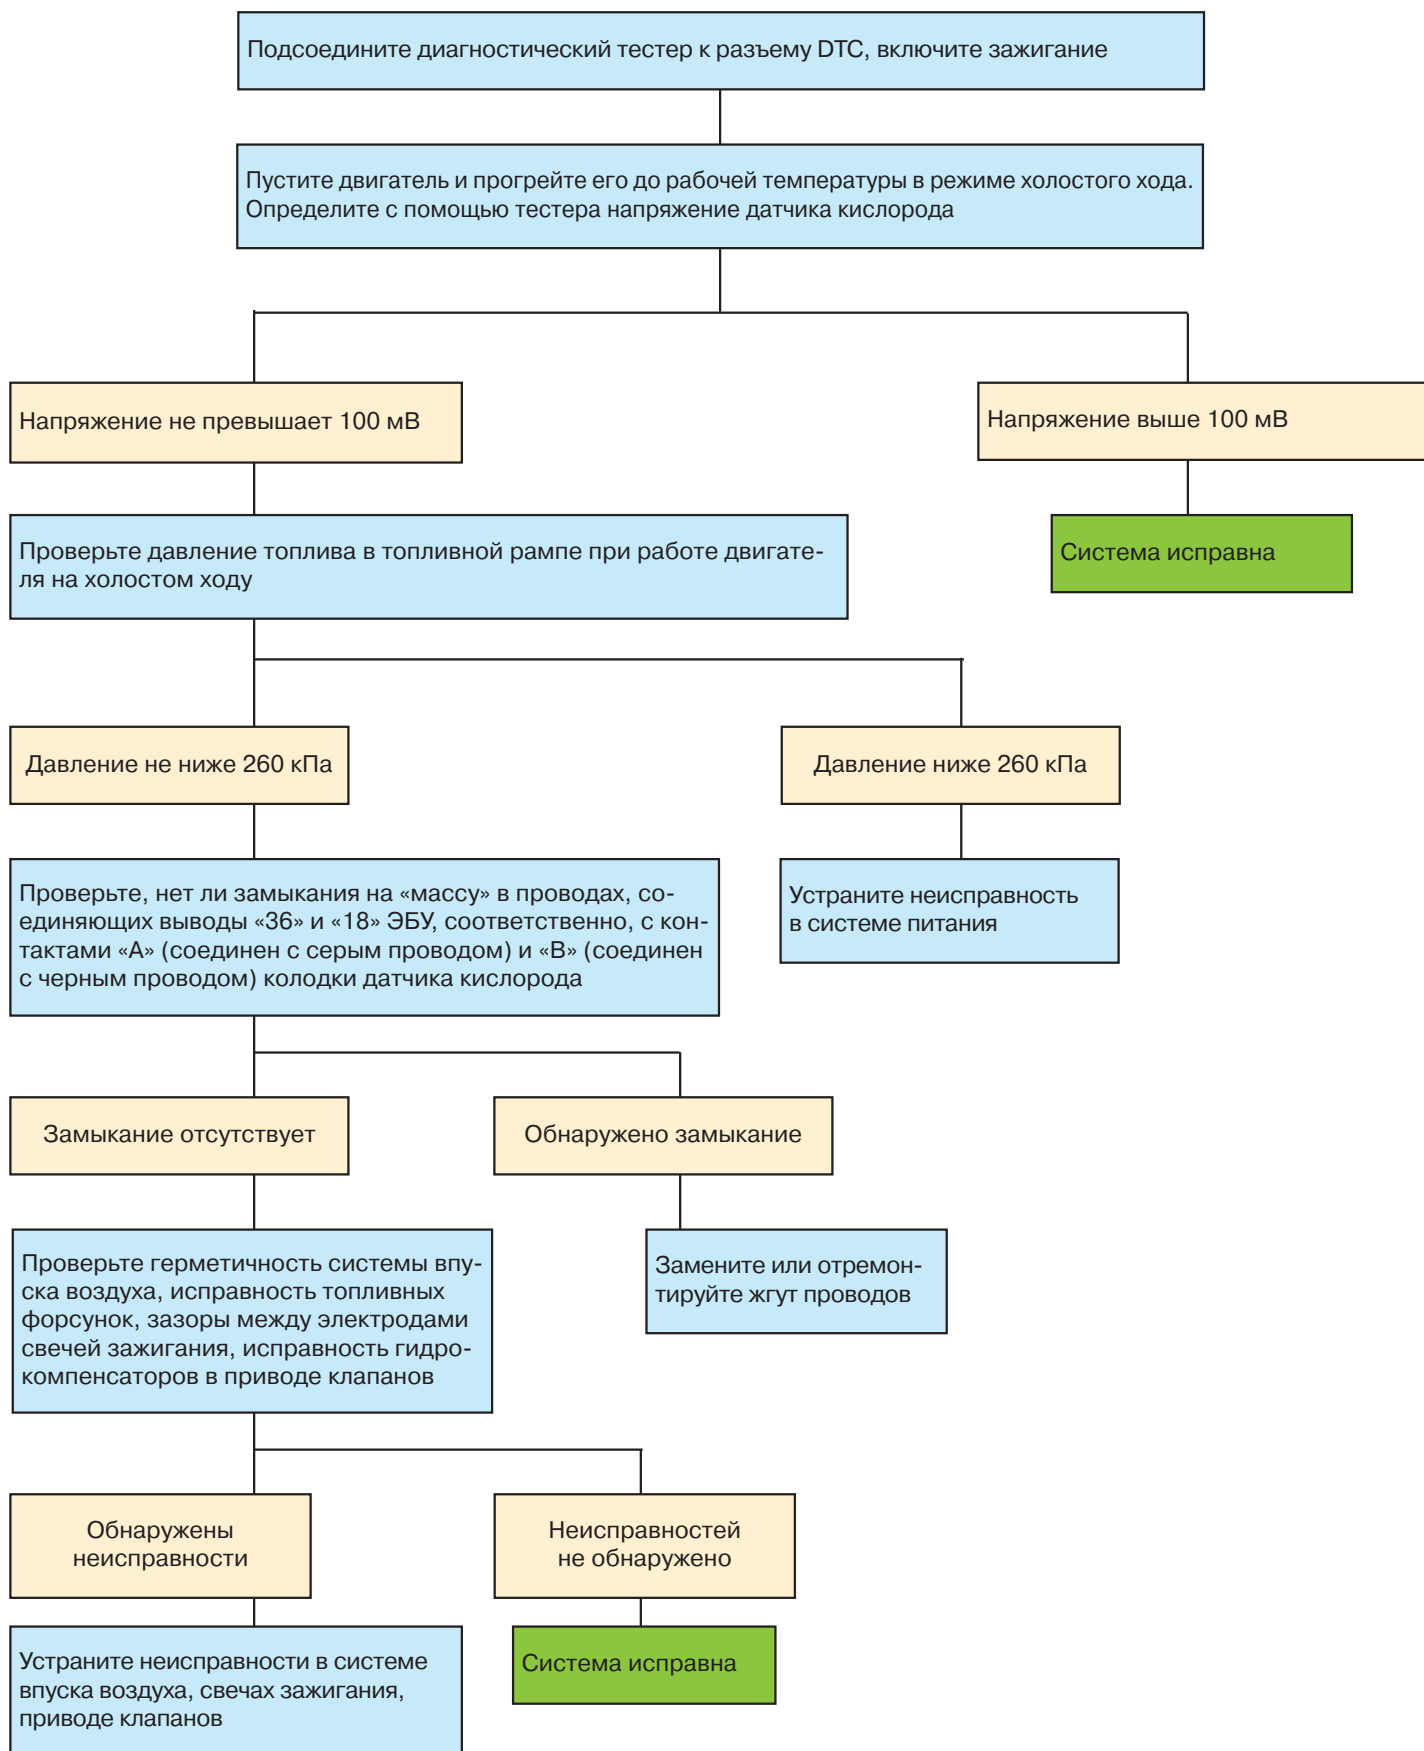 Подсоедините диагностический тестер к разъему DTC, включите зажигание
Пустите двигатель и прогрейте его до рабочей температуры в режиме холостого хода.
Определите с помощью тестера напряжение датчика кислорода
Напряжение не превышает 100 мВ
Напряжение выше 100 мВ
Проверьте давление топлива в топливной рампе при работе двигате-
ля на холостом ходу
Система исправна
Давление не ниже 260 кПа
Давление ниже 260 кПа
Проверьте, нет ли замыкания на «массу» в проводах, со-
единяющих выводы «36» и «18» ЭБУ, соответственно, с кон-
тактами «А» (соединен с серым проводом) и «В» (соединен
с черным проводом) колодки датчика кислорода
Устраните неисправность
в системе питания
Замыкание отсутствует
Обнаружено замыкание
Проверьте герметичность системы впу-
ска воздуха, исправность топливных
форсунок, зазоры между электродами
свечей зажигания, исправность гидро-
компенсаторов в приводе клапанов
Замените или отремон-
тируйте жгут проводов
Обнаружены
неисправности
Неисправностей
не обнаружено
Устраните неисправности в системе
впуска воздуха, свечах зажигания,
приводе клапанов
Система исправна